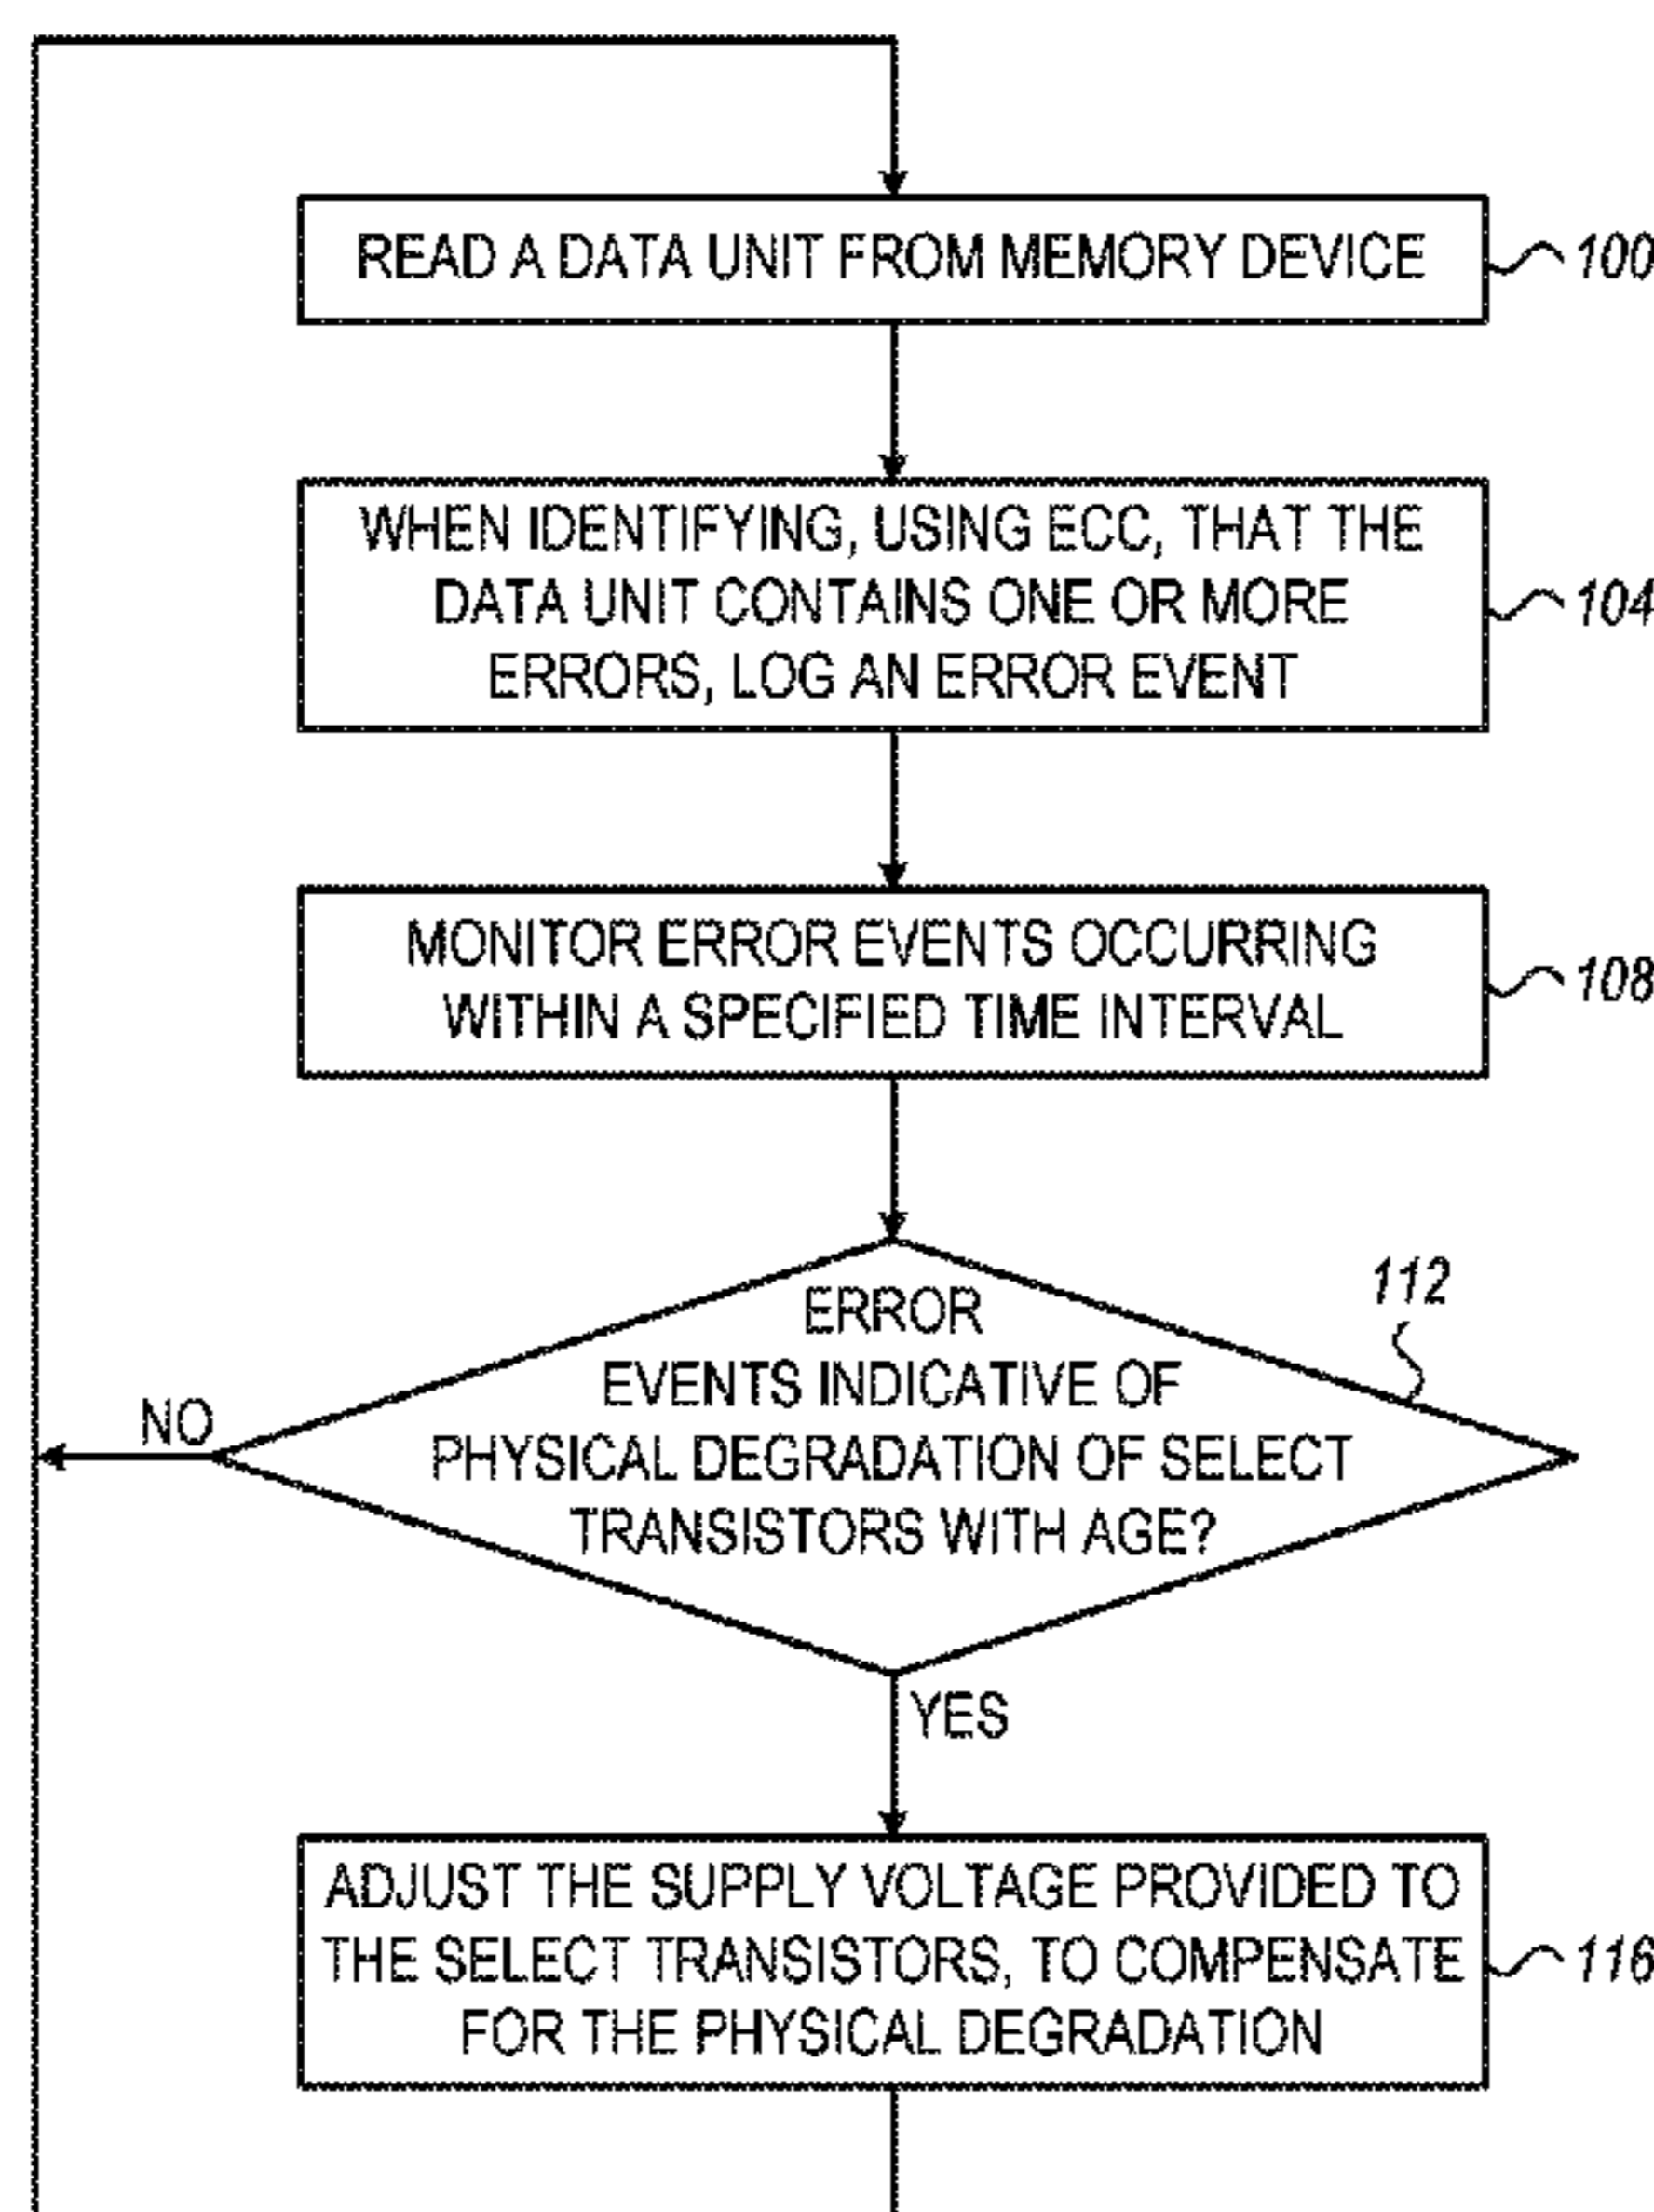 READ A DATA UNIT FROM MEMORY DEVICE
100
WHEN IDENTIFYING, USING ECC, THAT THE
DATA UNIT CONTAINS ONE OR MORE
ERRORS, LOG AN ERROR EVENT
104
MONITOR ERROR EVENTS OCCURRING
WITHIN A SPECIFIED TIME INTERVAL
108
112
ERROR
EVENTS INDICATIVE OF
PHYSICAL DEGRADATION OF SELECT
TRANSISTORS WITH AGE?
NO
YES
ADJUST THE SUPPLY VOLTAGE PROVIDED TO
THE SELECT TRANSISTORS, TO COMPENSATE
FOR THE PHYSICAL DEGRADATION
116